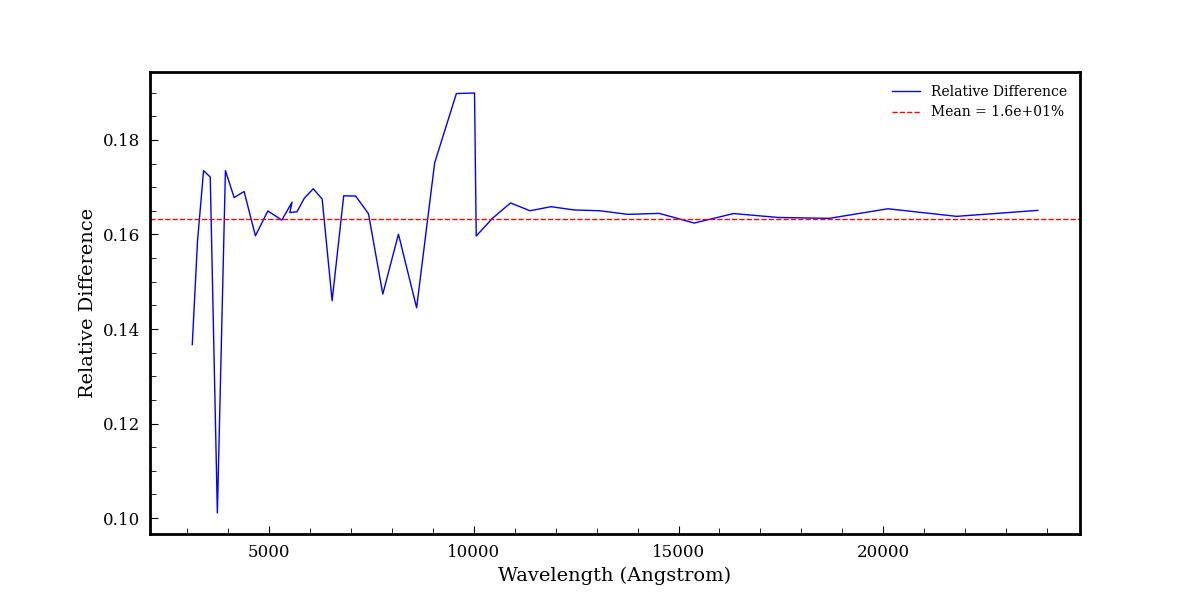 Relative Difference
Mean = 1.6e+01%
0.18
0.16
0.14
0.12
0.10
Relative Difference
5000
10000
15000
20000
Wavelength (Angstrom)